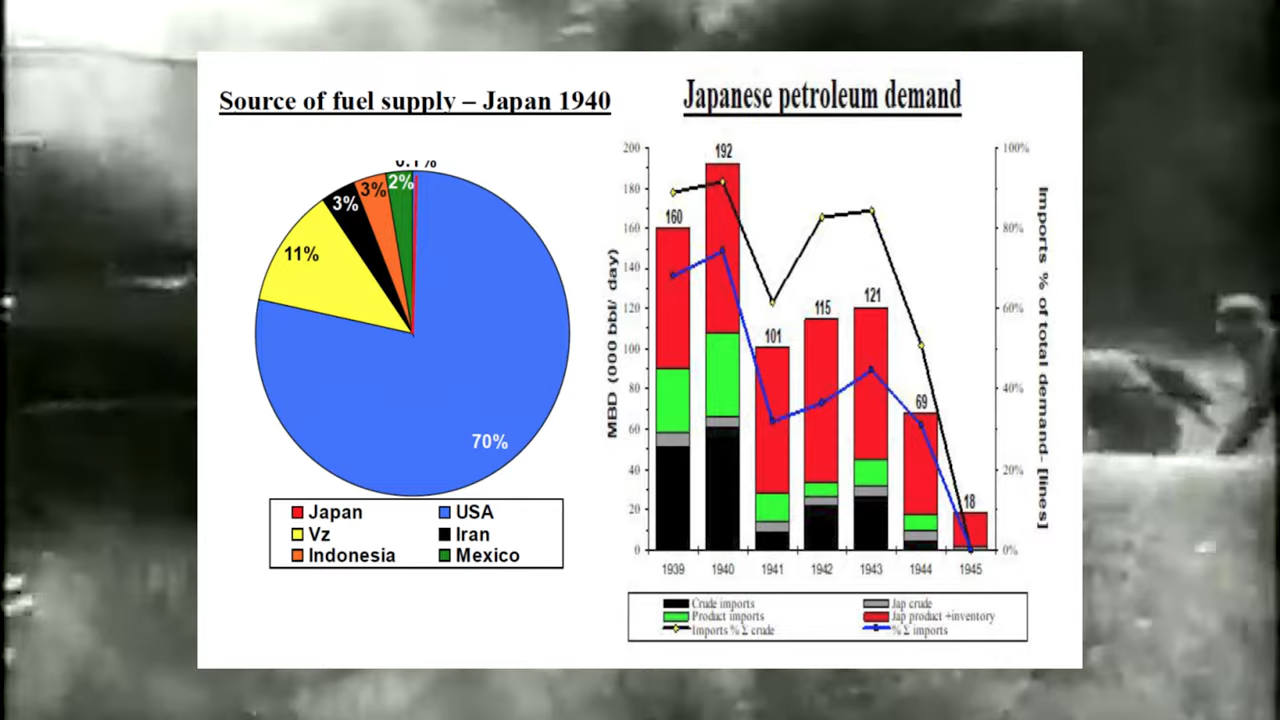 Source of fuel supply – Japan 1940
0.1%
2%
3%
3%
11%
70%
Japan
USA
Vz
Iran
Indonesia
Mexico
Japanese petroleum demand
MBD (000 bbl/ day)
200
180
160
140
120
100
80
60
40
20
0
160
192
101
115
121
69
18
1939
1940
1941
1942
1943
1944
1945
100%
80%
60%
40%
20%
0%
Imports % of total demand- [lines]
Crude imports
Jap crude
Product imports
Jap product +inventory
Imports % Σ crude
% Σ imports